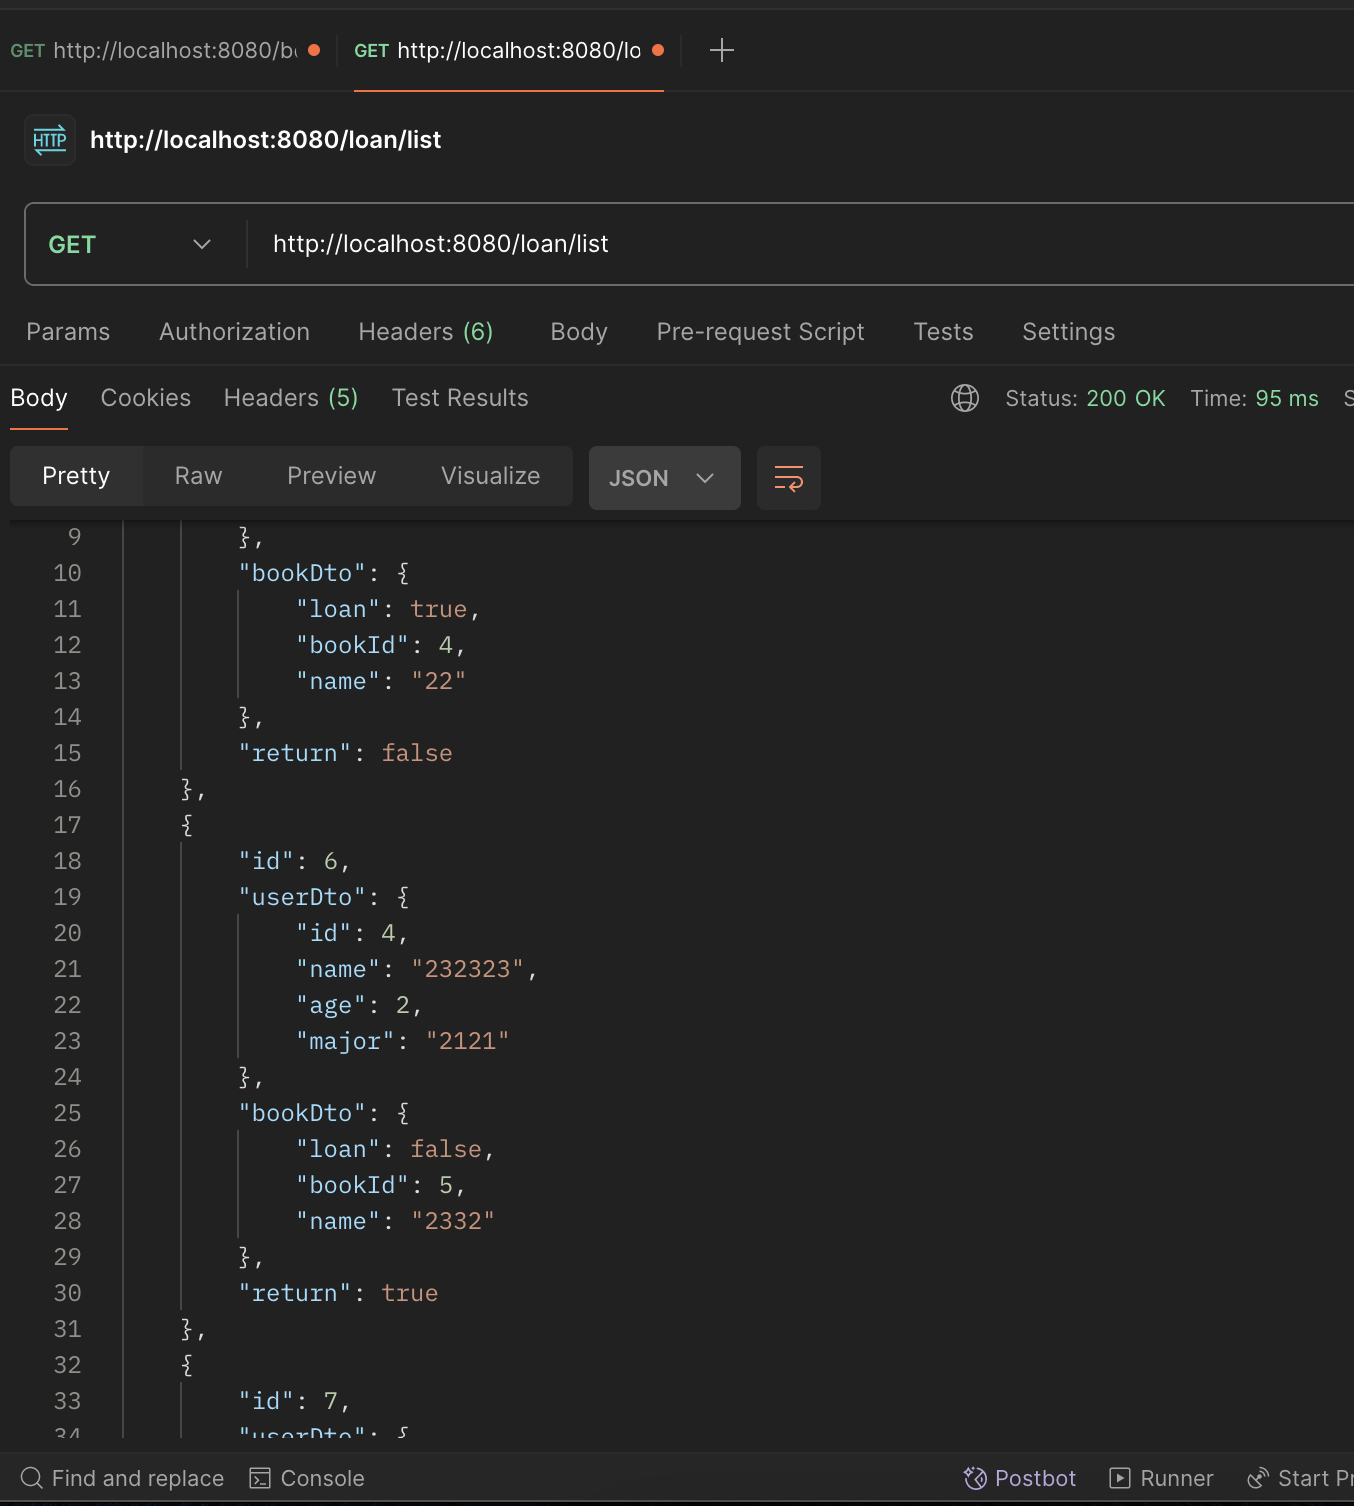 GET http://localhost:8080/b GET http://localhost:8080/lo
HTTP http://localhost:8080/loan/list
GET http://localhost:8080/loan/list
Params Authorization Headers (6) Body Pre-request Script Tests Settings
Body Cookies Headers (5) Test Results Status: 200 OK Time: 95 ms S
Pretty Raw Preview Visualize JSON
9 },
10 "bookDto": {
11 "loan": true,
12 "bookId": 4,
13 "name": "22"
14 },
15 "return": false
16 },
17 {
18 "id": 6,
19 "userDto": {
20 "id": 4,
21 "name": "232323",
22 "age": 2,
23 "major": "2121"
24 },
25 "bookDto": {
26 "loan": false,
27 "bookId": 5,
28 "name": "2332"
29 },
30 "return": true
31 },
32 {
33 "id": 7,
34 "userDto": {
Find and replace Console Postbot Runner Start Pr